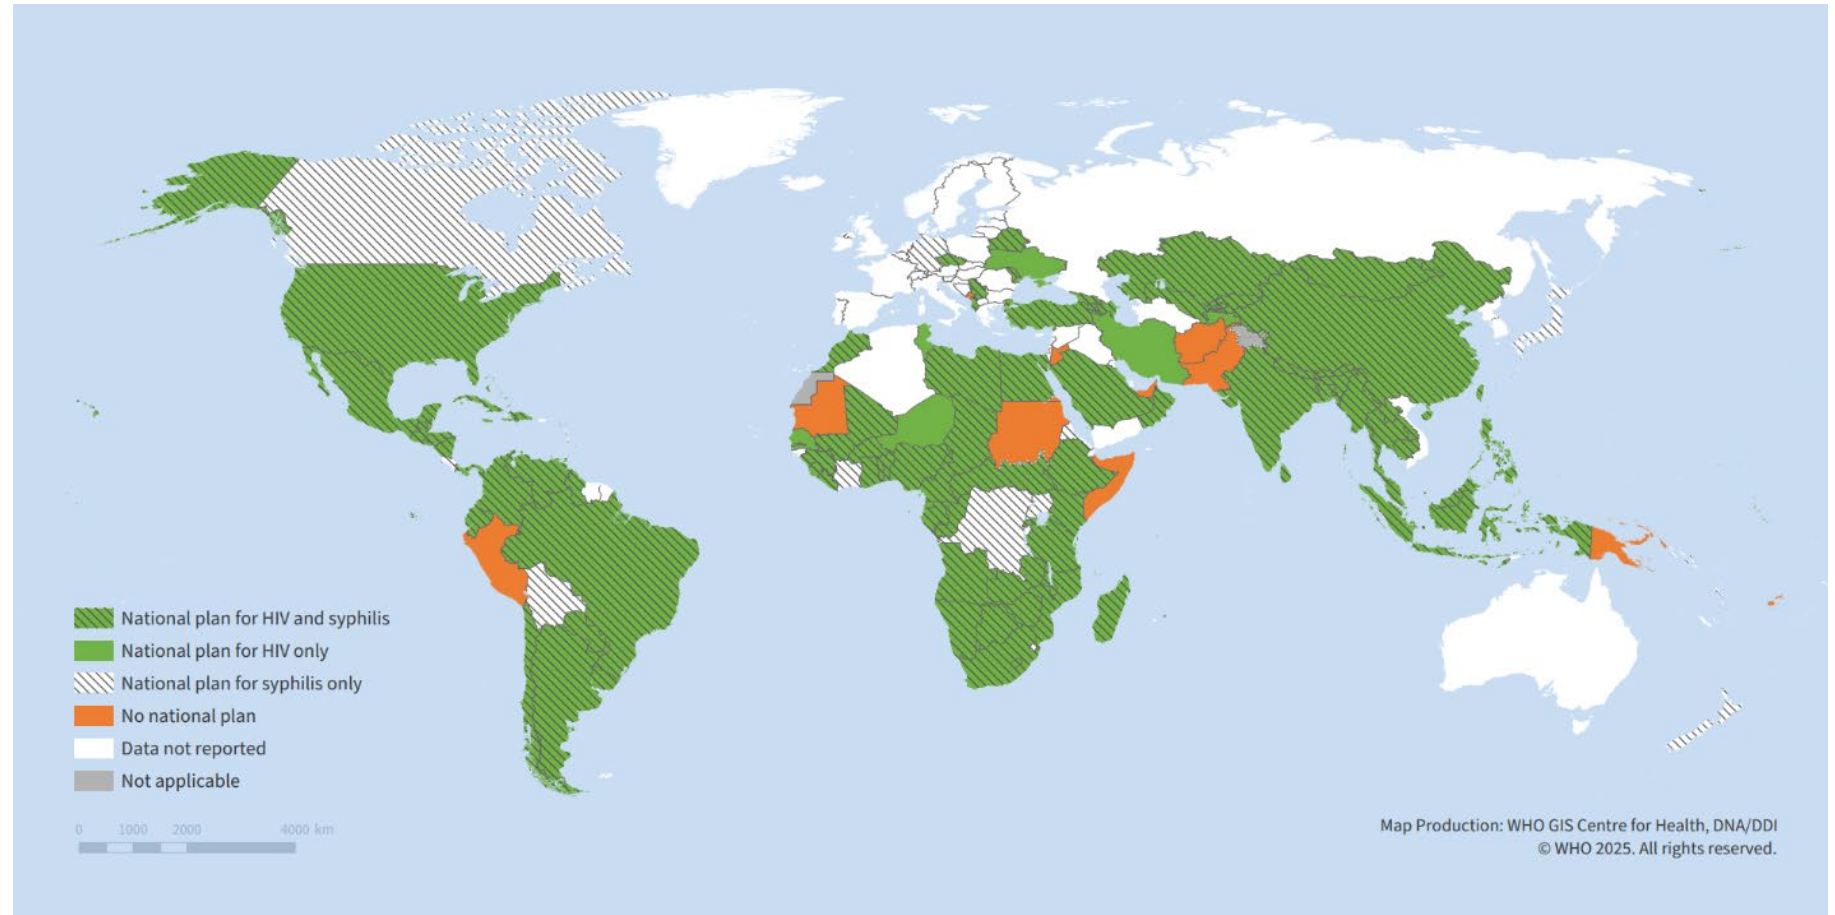 National plan for HIV and syphilis
National plan for HIV only
National plan for syphilis only
No national plan
Data not reported
Not applicable
0 1000 2000 4000 km
Map Production: WHO GIS Centre for Health, DNA/DDI
© WHO 2025. All rights reserved.